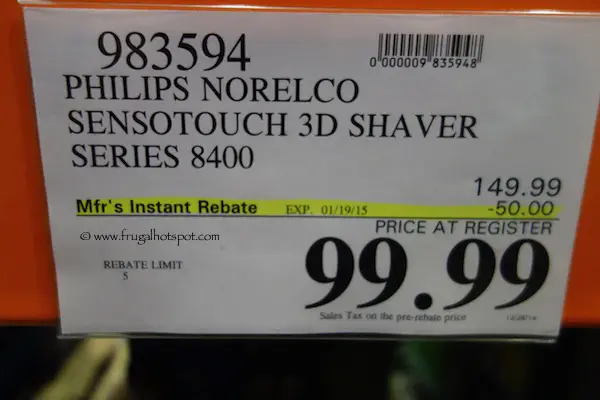 983594
0 000009 835948
PHILIPS NORELCO
SENSOTOUCH 3D SHAVER
SERIES 8400
149.99
Mfr's Instant Rebate EXP. 01/19/15 -50.00
© www.frugalhotspot.com
PRICE AT REGISTER
REBATE LIMIT
5
99.99
Sales Tax on the pre-rebate price